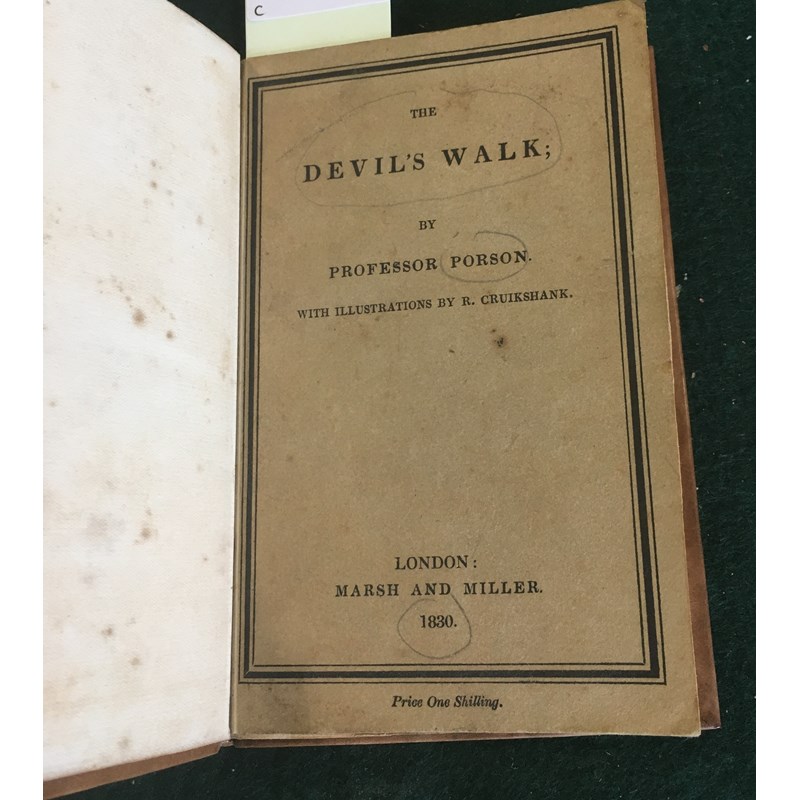 C
THE
DEVIL'S WALK;
BY
PROFESSOR PORSON.
WITH ILLUSTRATIONS BY R. CRUIKSHANK.
LONDON:
MARSH AND MILLER.
1830.
Price One Shilling.